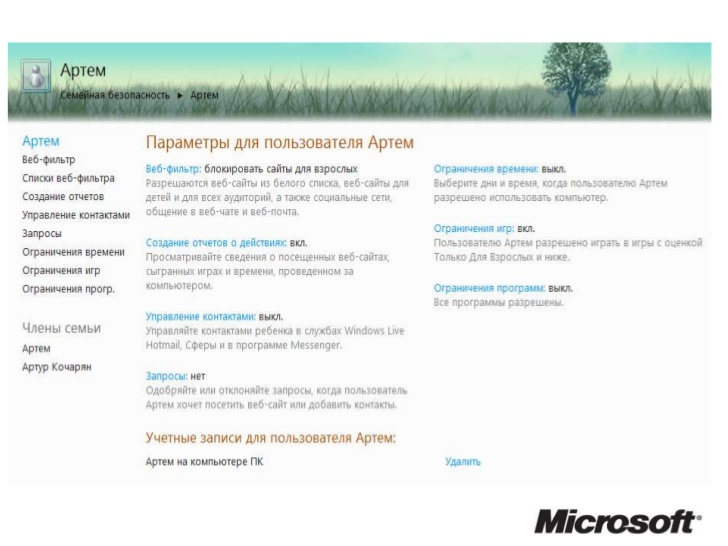 Артем
Семейная безопасность ► Артем
Артем
Веб-фильтр
Списки веб-фильтра
Создание отчетов
Управление контактами
Запросы
Ограничения времени
Ограничения игр
Ограничения прогр.
Члены семьи
Артем
Артур Кочарян
Параметры для пользователя Артем
Веб-фильтр: блокировать сайты для взрослых
Разрешаются веб-сайты из белого списка, веб-сайты для
детей и для всех аудиторий, а также социальные сети,
общение в веб-чате и веб-почта.
Создание отчетов о действиях: вкл.
Просматривайте сведения о посещенных веб-сайтах,
сыгранных играх и времени, проведенном за
компьютером.
Управление контактами: выкл.
Управляйте контактами ребенка в службах Windows Live
Hotmail, Сферы и в программе Messenger.
Запросы: нет
Одобряйте или отклоняйте запросы, когда пользователь
Артем хочет посетить веб-сайт или добавить контакты.
Ограничения времени: выкл.
Выберите дни и время, когда пользователю Артем
разрешено использовать компьютер.
Ограничения игр: вкл.
Пользователю Артем разрешено играть в игры с оценкой
Только Для Взрослых и ниже.
Ограничения программ: выкл.
Все программы разрешены.
Учетные записи для пользователя Артем:
Артем на компьютере ПК
Удалить
Microsoft®